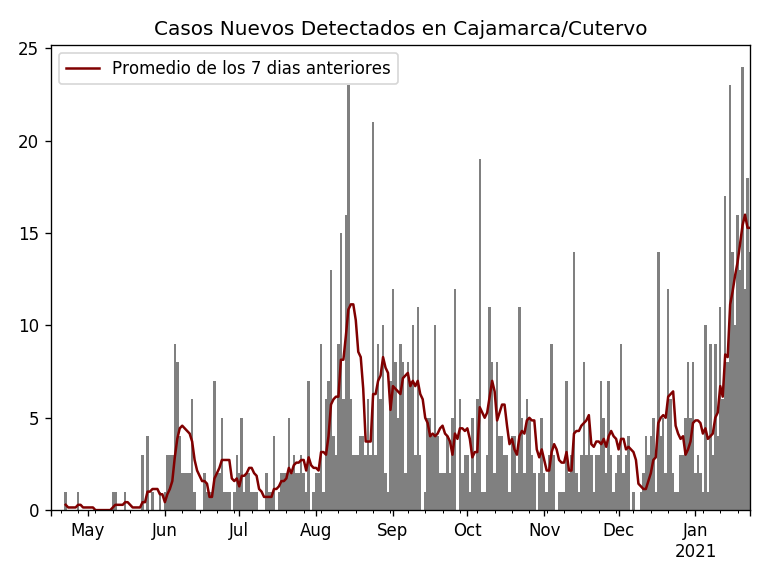 Casos Nuevos Detectados en Cajamarca/Cutervo
Promedio de los 7 dias anteriores
25
20
15
10
5
0
May Jun Jul Aug Sep Oct Nov Dec Jan
2021